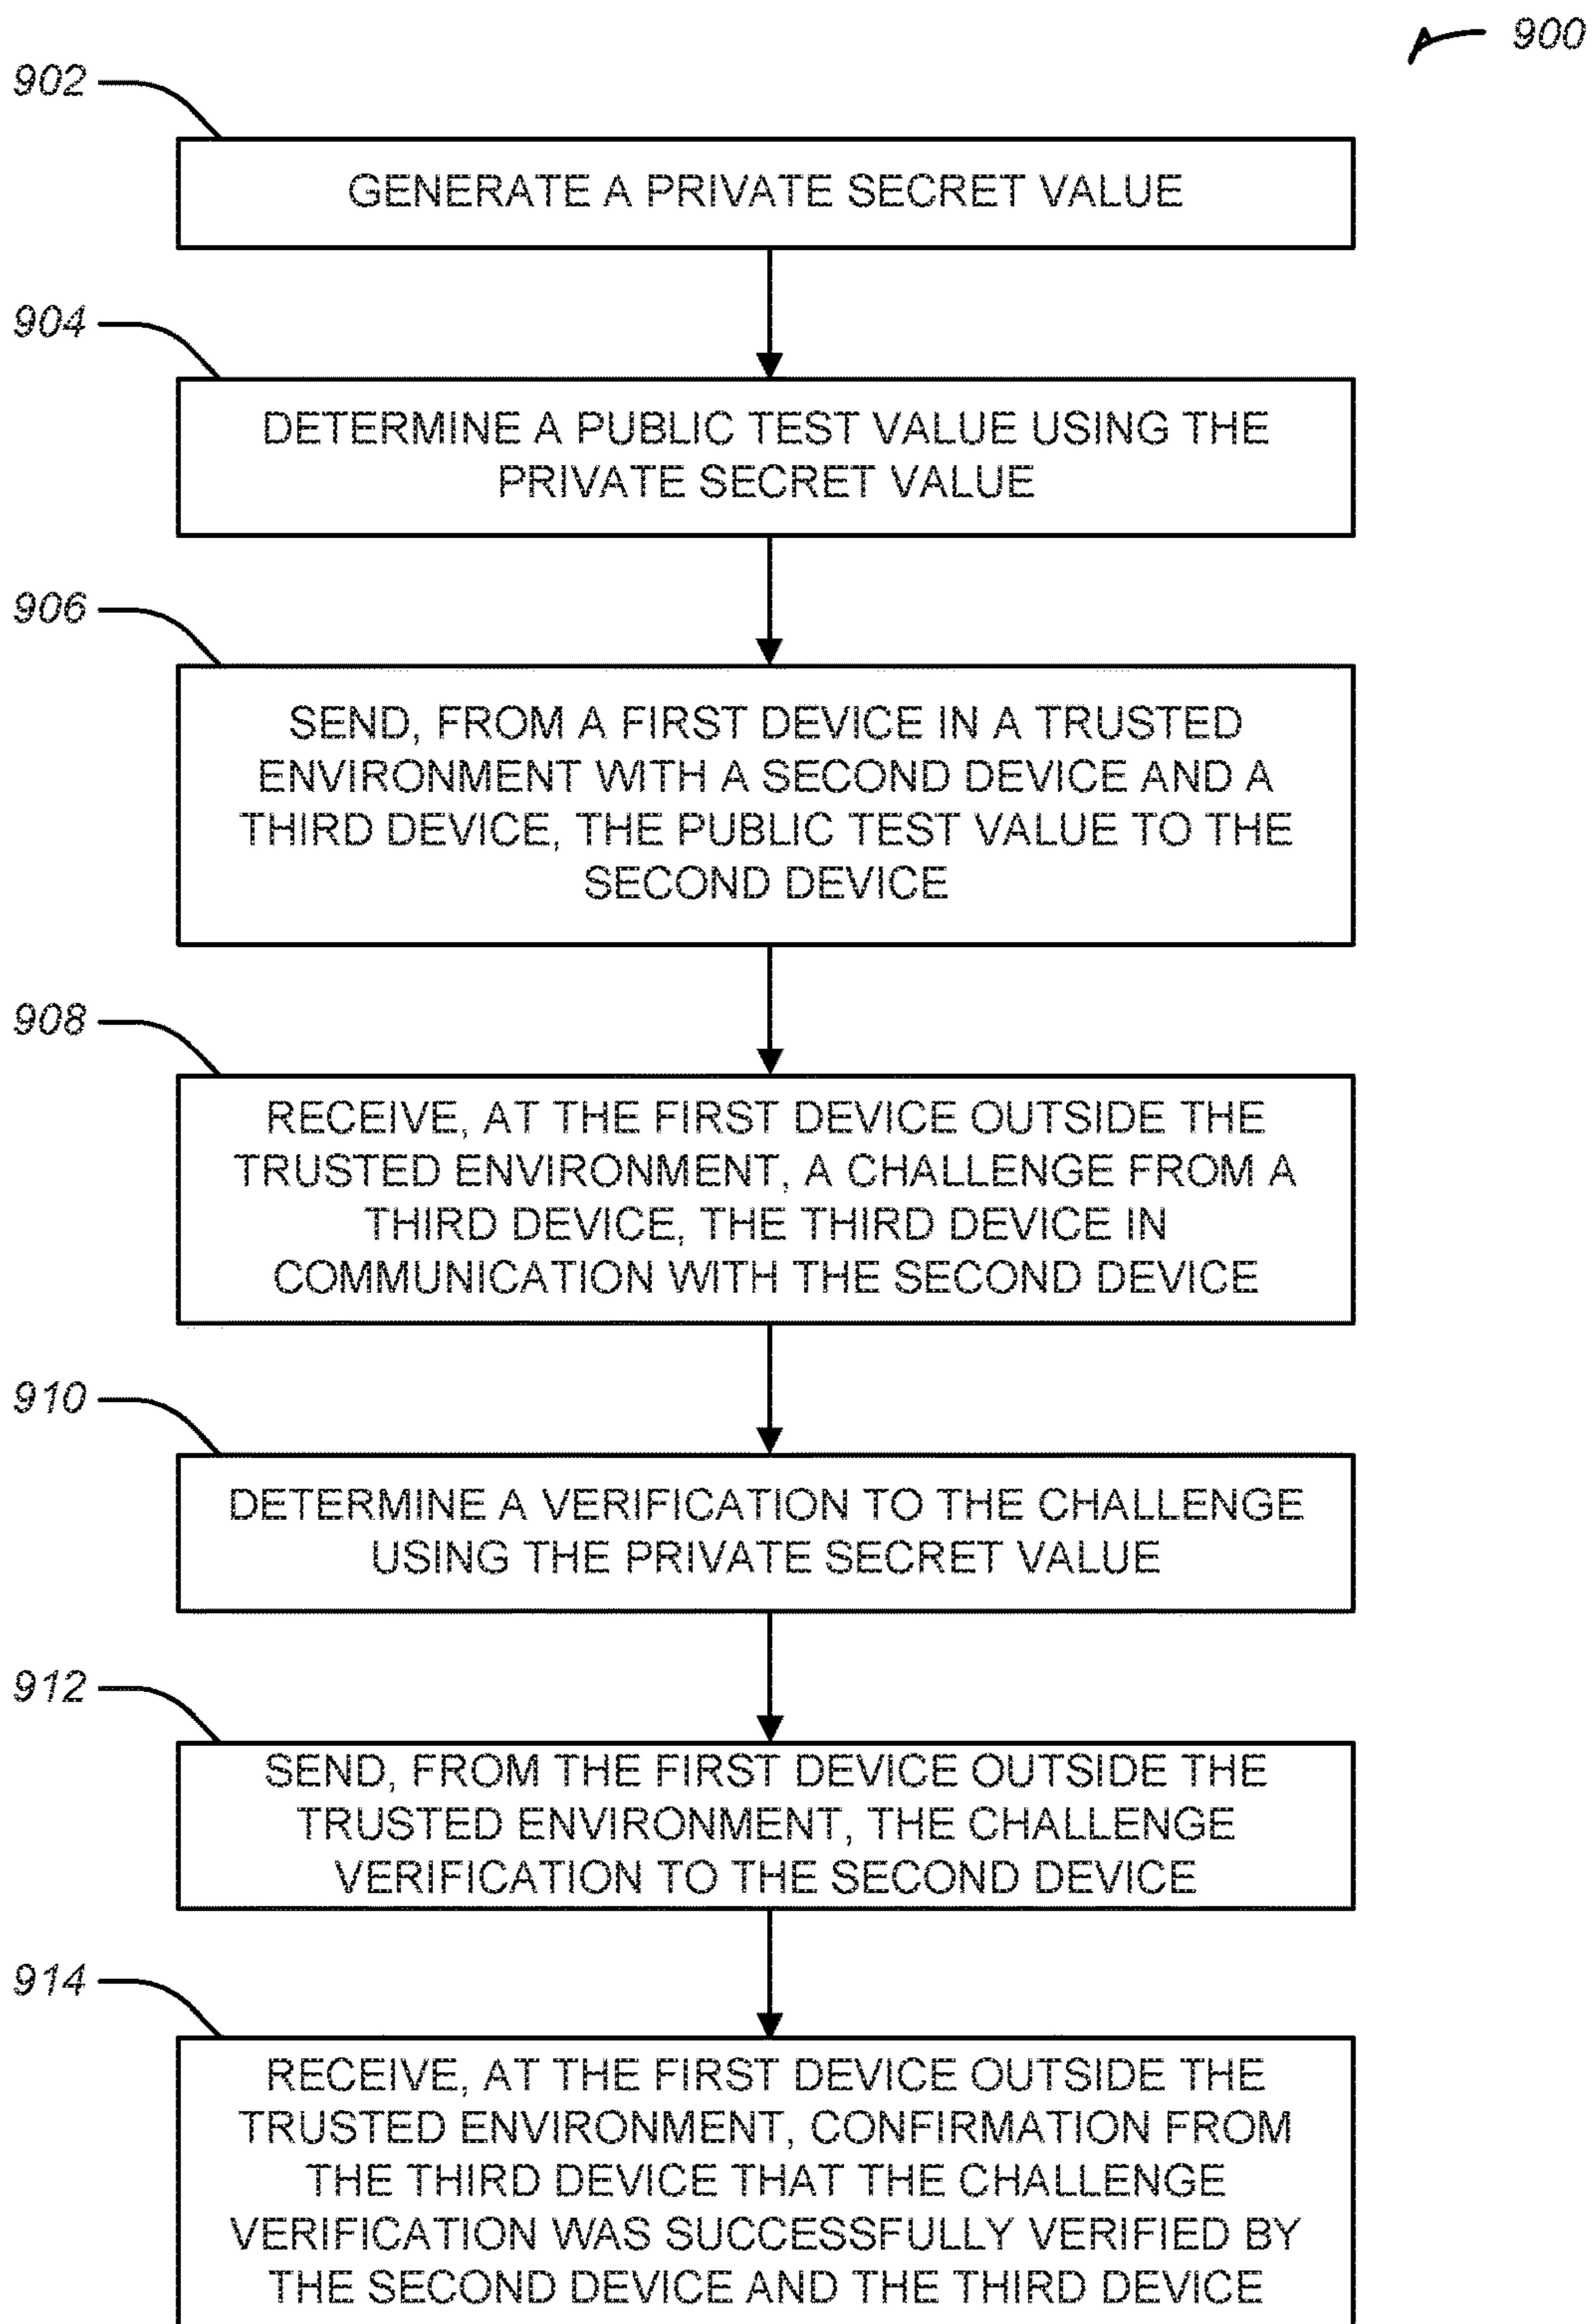 900
902
GENERATE A PRIVATE SECRET VALUE
904
DETERMINE A PUBLIC TEST VALUE USING THE
PRIVATE SECRET VALUE
906
SEND, FROM A FIRST DEVICE IN A TRUSTED
ENVIRONMENT WITH A SECOND DEVICE AND A
THIRD DEVICE, THE PUBLIC TEST VALUE TO THE
SECOND DEVICE
908
RECEIVE, AT THE FIRST DEVICE OUTSIDE THE
TRUSTED ENVIRONMENT, A CHALLENGE FROM A
THIRD DEVICE, THE THIRD DEVICE IN
COMMUNICATION WITH THE SECOND DEVICE
910
DETERMINE A VERIFICATION TO THE CHALLENGE
USING THE PRIVATE SECRET VALUE
912
SEND, FROM THE FIRST DEVICE OUTSIDE THE
TRUSTED ENVIRONMENT, THE CHALLENGE
VERIFICATION TO THE SECOND DEVICE
914
RECEIVE, AT THE FIRST DEVICE OUTSIDE THE
TRUSTED ENVIRONMENT, CONFIRMATION FROM
THE THIRD DEVICE THAT THE CHALLENGE
VERIFICATION WAS SUCCESSFULLY VERIFIED BY
THE SECOND DEVICE AND THE THIRD DEVICE